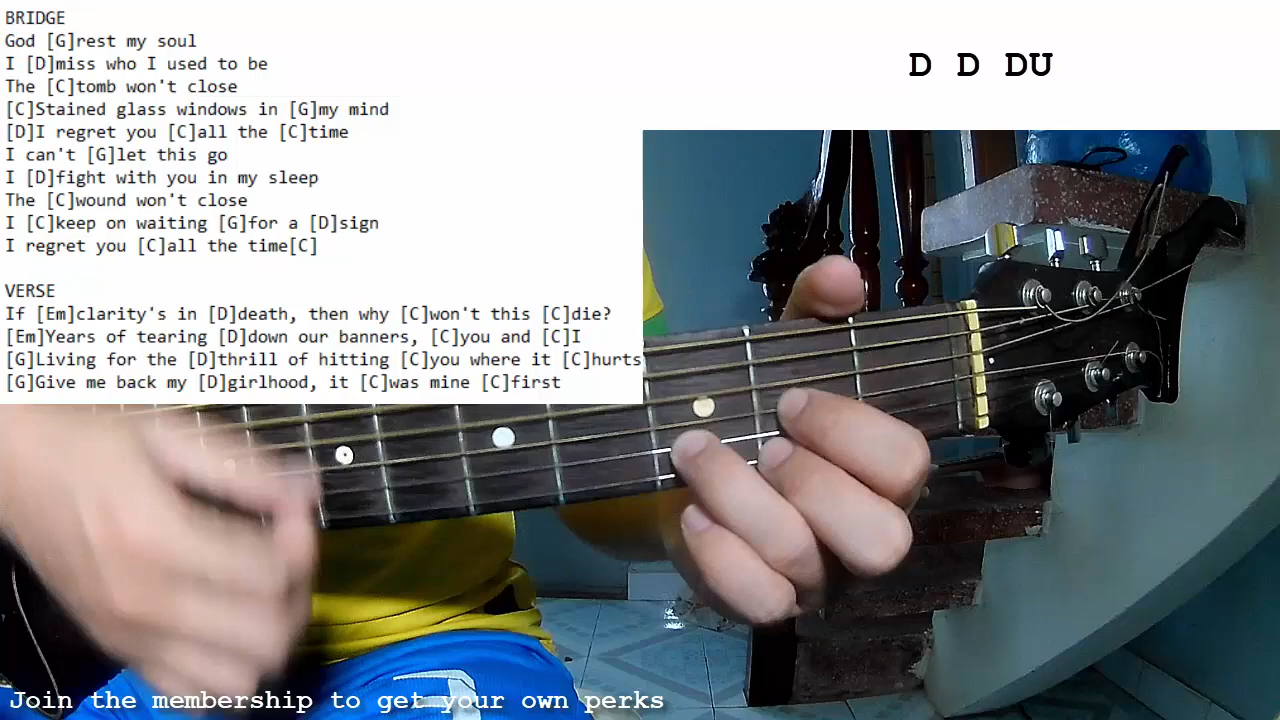 BRIDGE
God [G]rest my soul
I [D]miss who I used to be
The [C]tomb won't close
[C]Stained glass windows in [G]my mind
[D]I regret you [C]all the [C]time
I can't [G]let this go
I [D]fight with you in my sleep
The [C]wound won't close
I [C]keep on waiting [G]for a [D]sign
I regret you [C]all the time[C]
VERSE
If [Em]clarity's in [D]death, then why [C]won't this [C]die?
[Em]Years of tearing [D]down our banners, [C]you and [C]I
[G]Living for the [D]thrill of hitting [C]you where it [C]hurts
[G]Give me back my [D]girlhood, it [C]was mine [C]first
D D DU
Join the membership to get your own perks